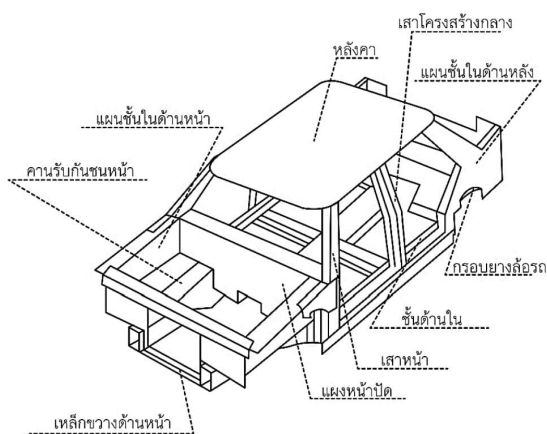 เสาโครงสร้างกลาง
หลังคา
แผนชั้นในด้านหลัง
แผนชั้นในด้านหน้า
คานรับกันชนหน้า
กรอบยางล้อรถ
ชั้นด้านใน
เสาหน้า
แผงหน้าปัด
เหล็กขวางด้านหน้า